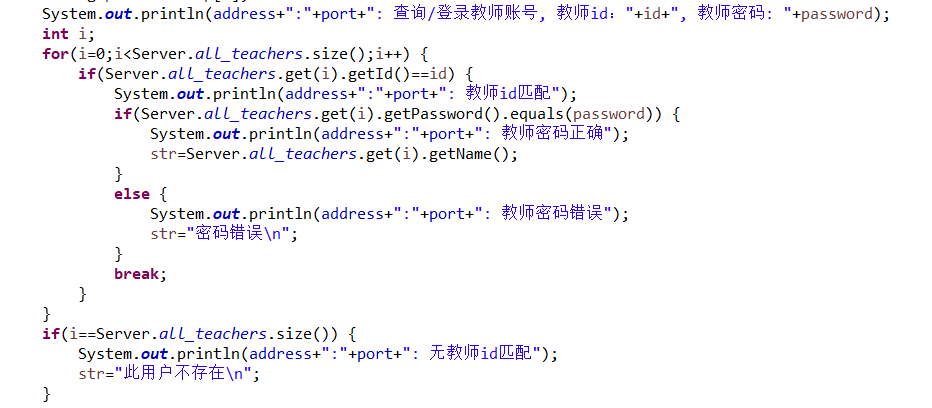 System.out.println(address+":"+port+": 查询/登录教师账号, 教师id: "+id+", 教师密码: "+password);
int i;
for(i=0;i<Server.all_teachers.size();i++) {
if(Server.all_teachers.get(i).getId()==id) {
System.out.println(address+":"+port+": 教师id匹配");
if(Server.all_teachers.get(i).getPassword().equals(password)) {
System.out.println(address+":"+port+": 教师密码正确");
str=Server.all_teachers.get(i).getName();
}
else {
System.out.println(address+":"+port+": 教师密码错误");
str="密码错误\n";
}
break;
}
}
if(i==Server.all_teachers.size()) {
System.out.println(address+":"+port+": 无教师id匹配");
str="此用户不存在\n";
}